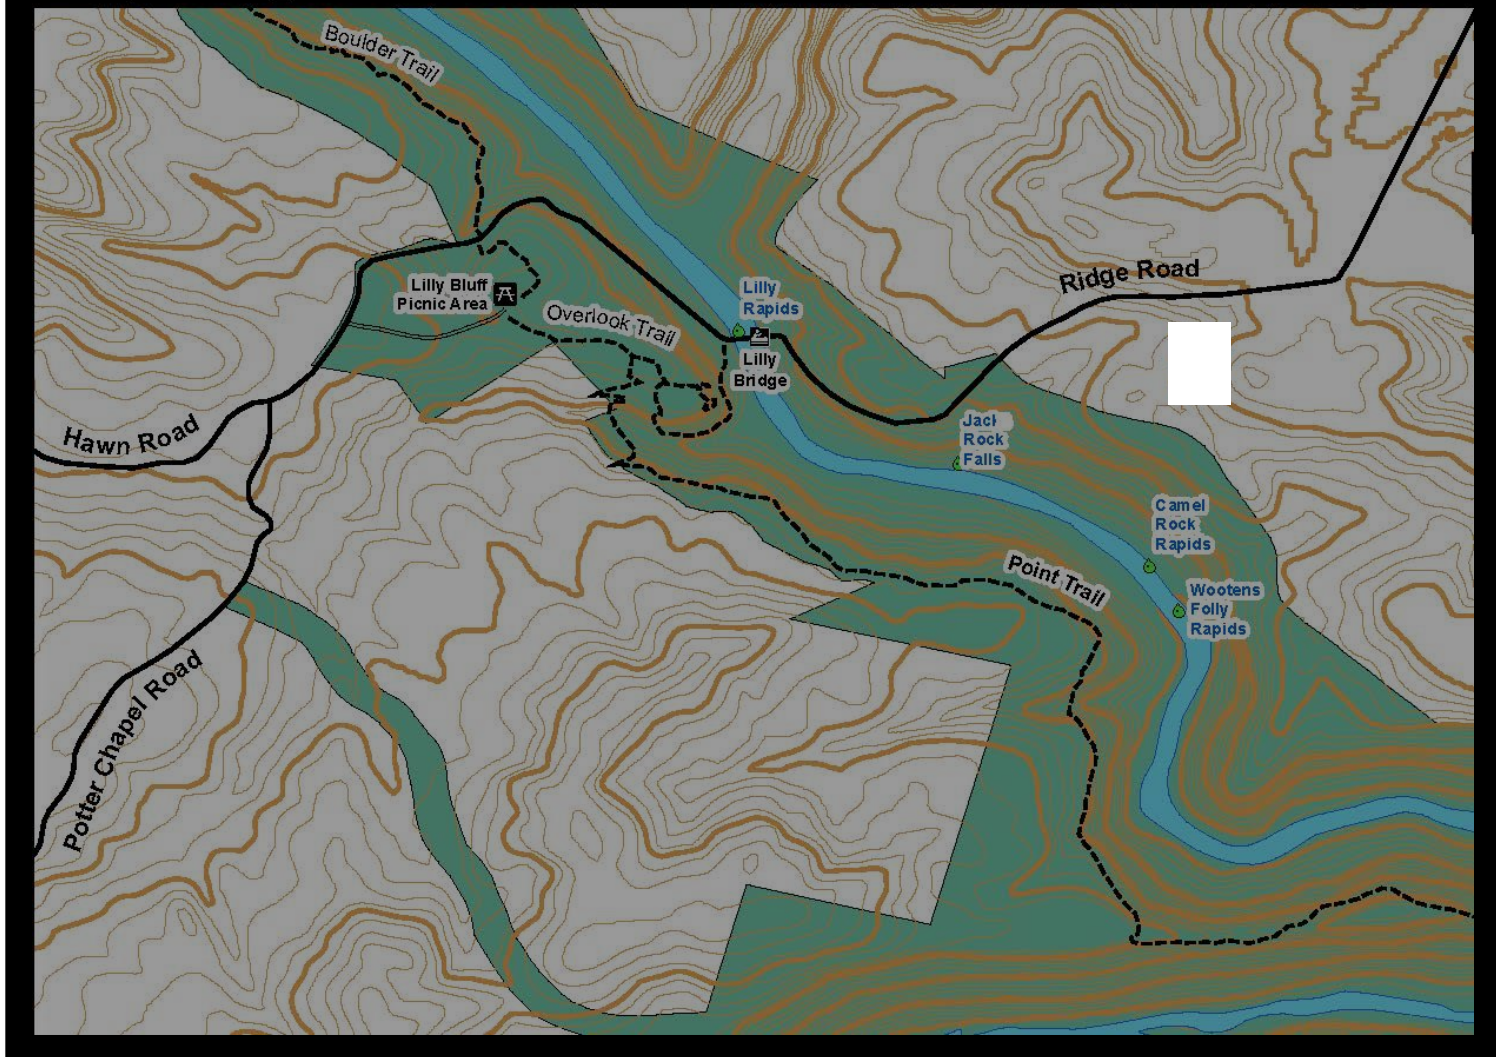 Boulder Trail
Lilly
Rapids
Ridge Road
Lilly Bluff
Picnic Area
Overlook Trail
Lilly
Bridge
Hawn Road
Jack
Rock
Falls
Camel
Rock
Rapids
Point Trail
Wootens
Folly
Rapids
Potter Chapel Road